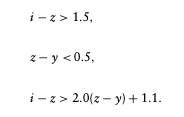 i − z > 1.5,
z − y < 0.5,
i − z > 2.0(z − y) + 1.1.